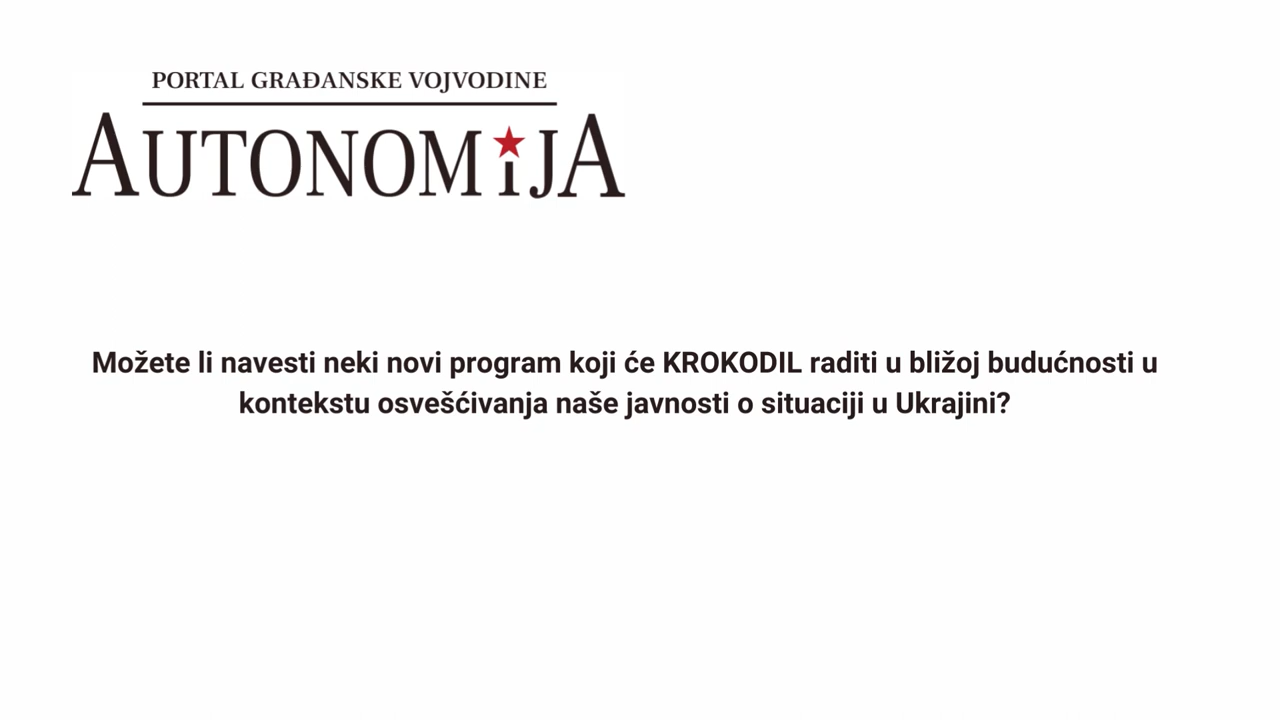 PORTAL GRAĐANSKE VOJVODINE
AUTONOMIJA
Možete li navesti neki novi program koji će KROKODIL raditi u bližoj budućnosti u
kontekstu osvešćivanja naše javnosti o situaciji u Ukrajini?